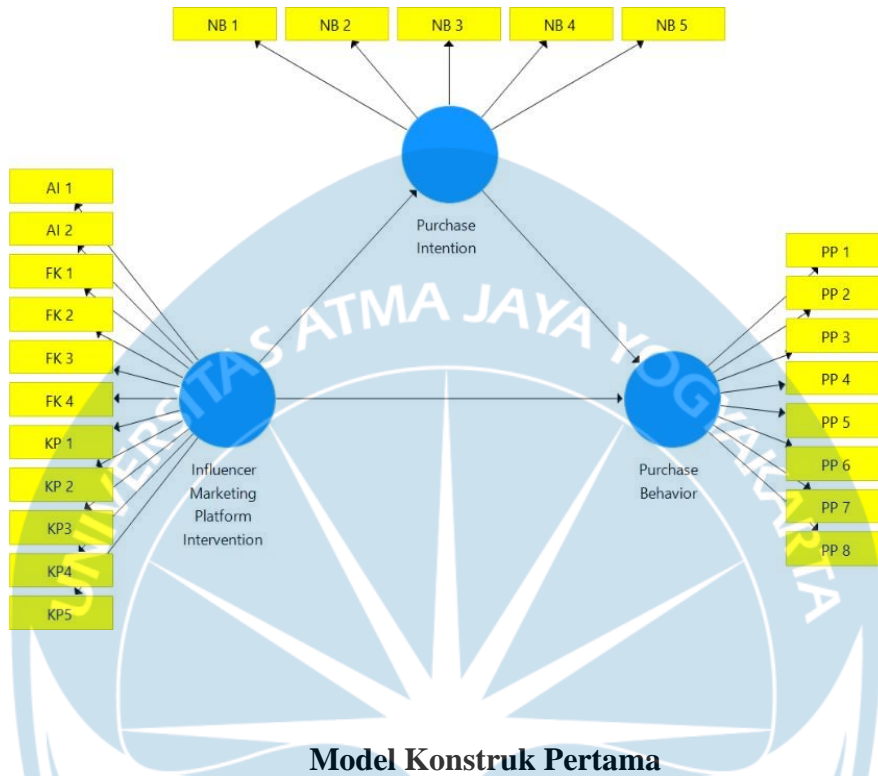 NB 1
NB 2
NB 3
NB 4
NB 5
Purchase
Intention
AI 1
AI 2
FK 1
FK 2
FK 3
FK 4
KP 1
KP 2
KP3
KP4
KP5
Influencer
Marketing
Platform
Intervention
PP 1
PP 2
PP 3
PP 4
PP 5
PP 6
PP 7
PP 8
Purchase
Behavior
UNIVERSITAS ATMA JAYA YOGYAKARTA
Model Konstruk Pertama